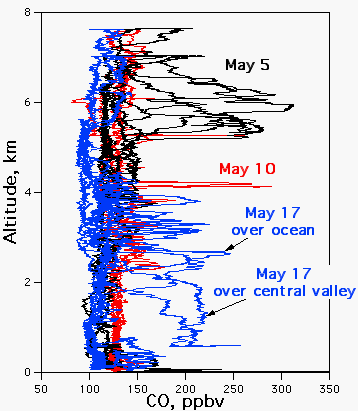 8
6
4
2
0
Altitude, km
May 5
May 10
May 17
over ocean
May 17
over central valley
50 100 150 200 250 300 350
CO, ppbv